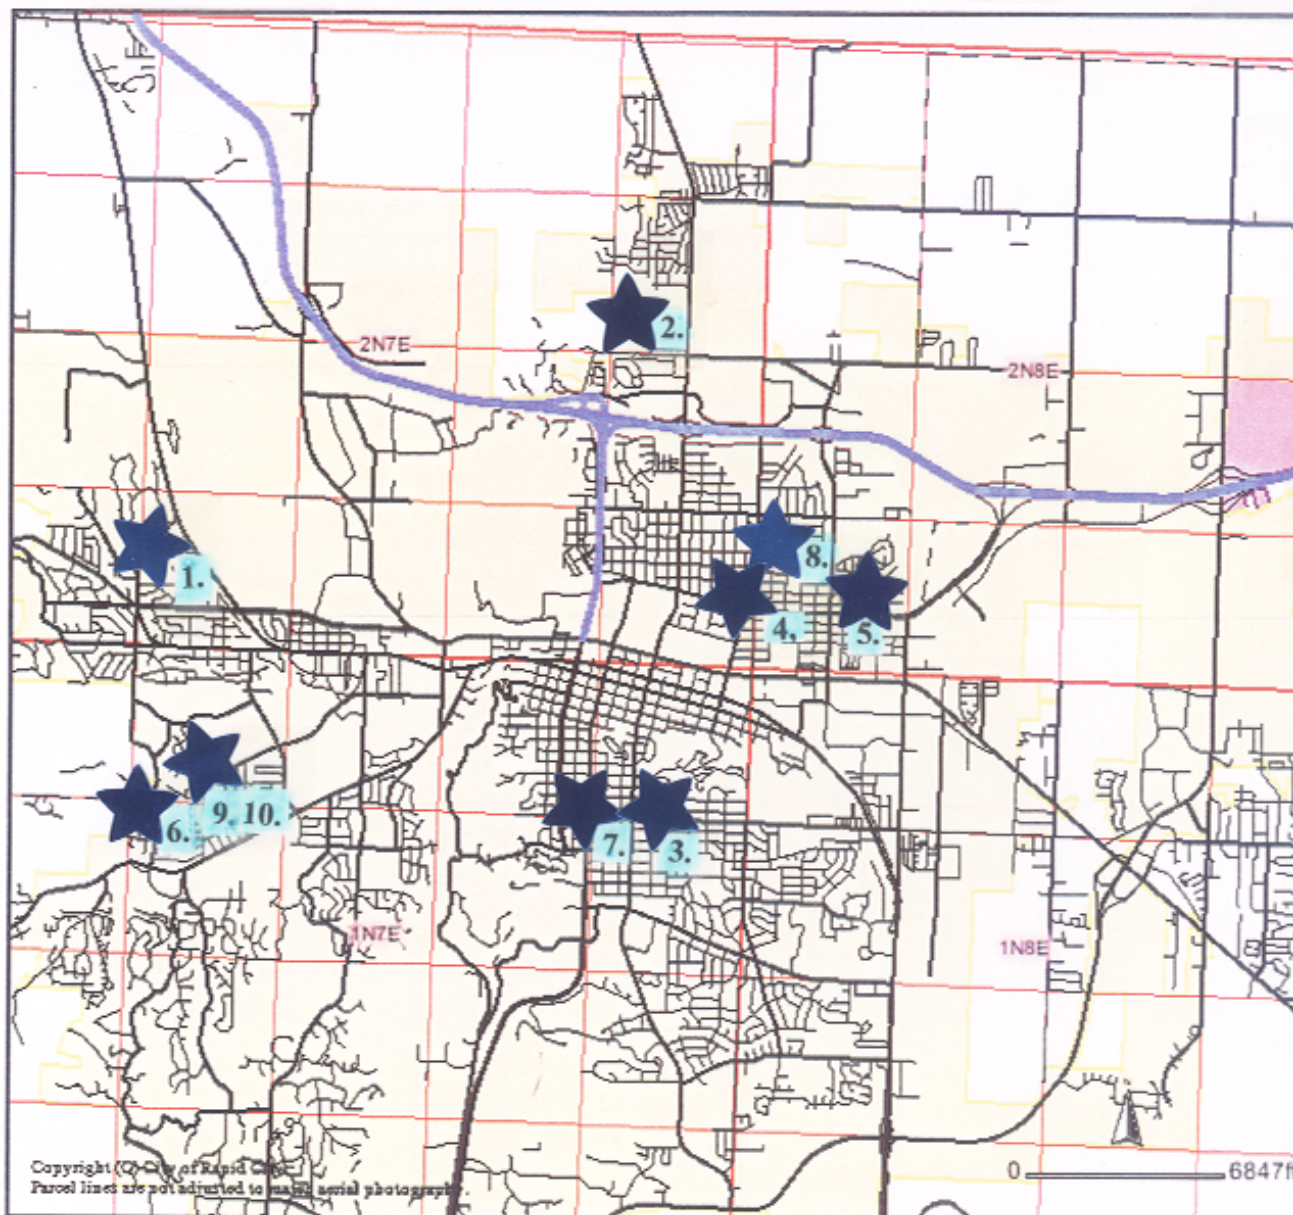 2N7E
2.
2N8E
1.
8.
4,
5.
6.
9, 10.
7.
3.
1N7E
1N8E
0 6847ft
Copyright (C) City of Rapid City
Parcel lines are not adjusted to match aerial photography.